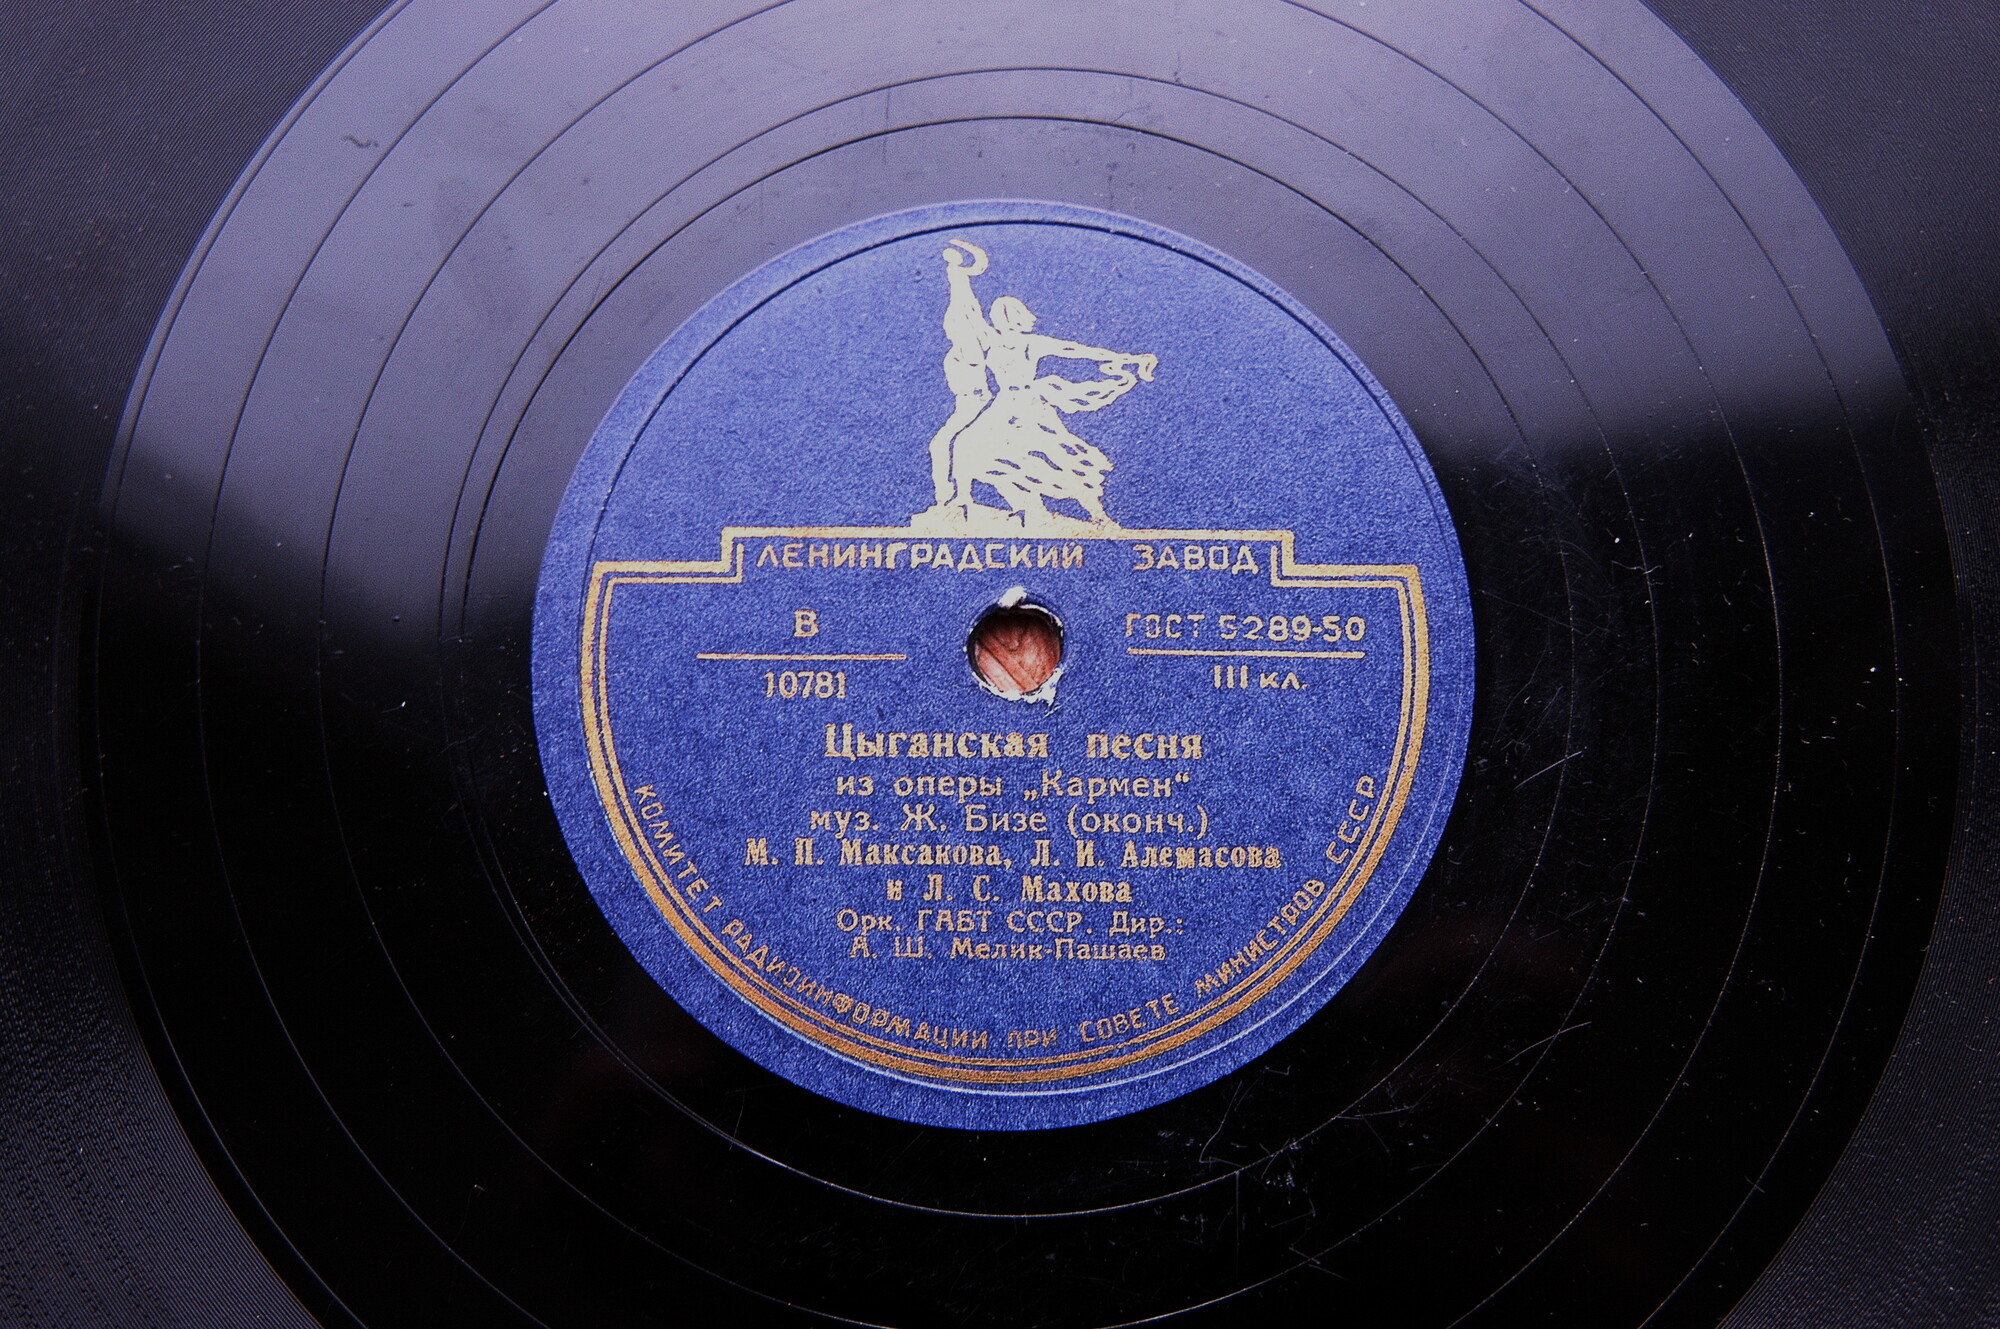 ЛЕНИНГРАДСКИЙ ЗАВОД
В
10781
ГОСТ 5289-50
III кл.
Цыганская песня
из оперы „Кармен“
муз. Ж. Бизе (оконч.)
М. П. Максакова, Л. И. Алемасова
и Л. С. Махова
Орк. ГАБТ СССР. Дир.:
А. Ш. Мелик-Пашаев
КОМИТЕТ РАДИОИНФОРМАЦИИ ПРИ СОВЕТЕ МИНИСТРОВ СССР